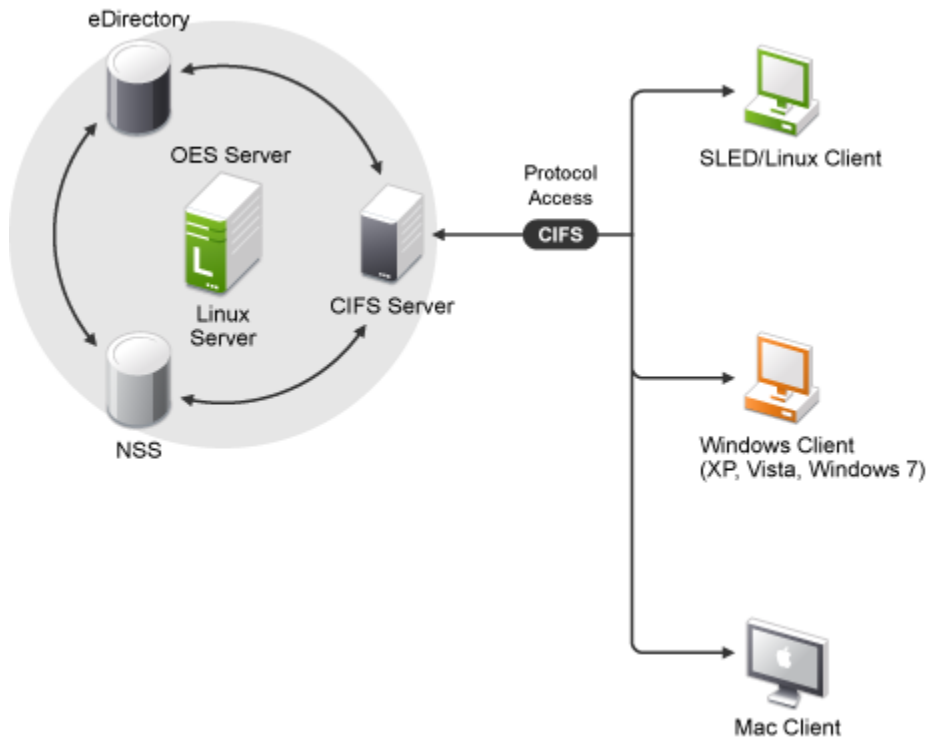 eDirectory
OES Server
L
Linux
Server
CIFS Server
NSS
Protocol
Access
CIFS
SLED/Linux Client
Windows Client
(XP, Vista, Windows 7)
Mac Client